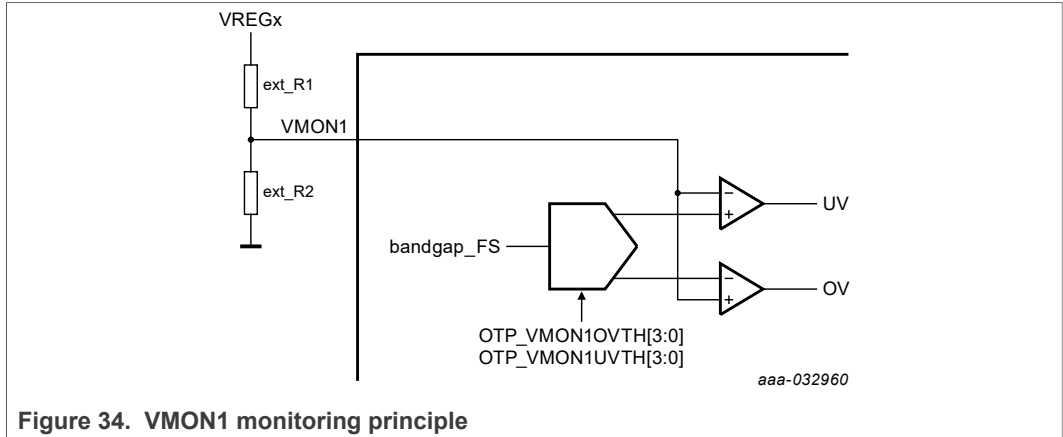 VREGx
ext_R1
VMON1
ext_R2
bandgap_FS
−
+
UV
−
+
OV
OTP_VMON1OVTH[3:0]
OTP_VMON1UVTH[3:0]
aaa-032960
Figure 34. VMON1 monitoring principle